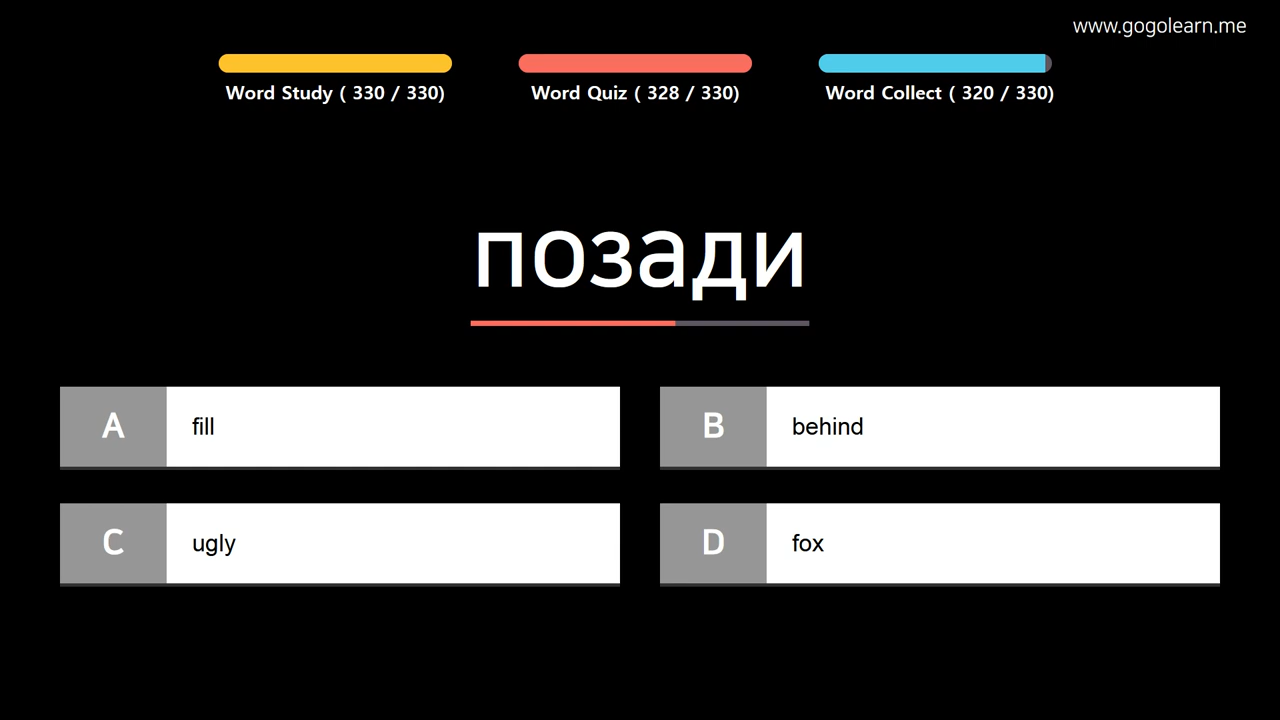 www.gogolearn.me
Word Study ( 330 / 330)
Word Quiz ( 328 / 330)
Word Collect ( 320 / 330)
позади
A fill
B behind
C ugly
D fox